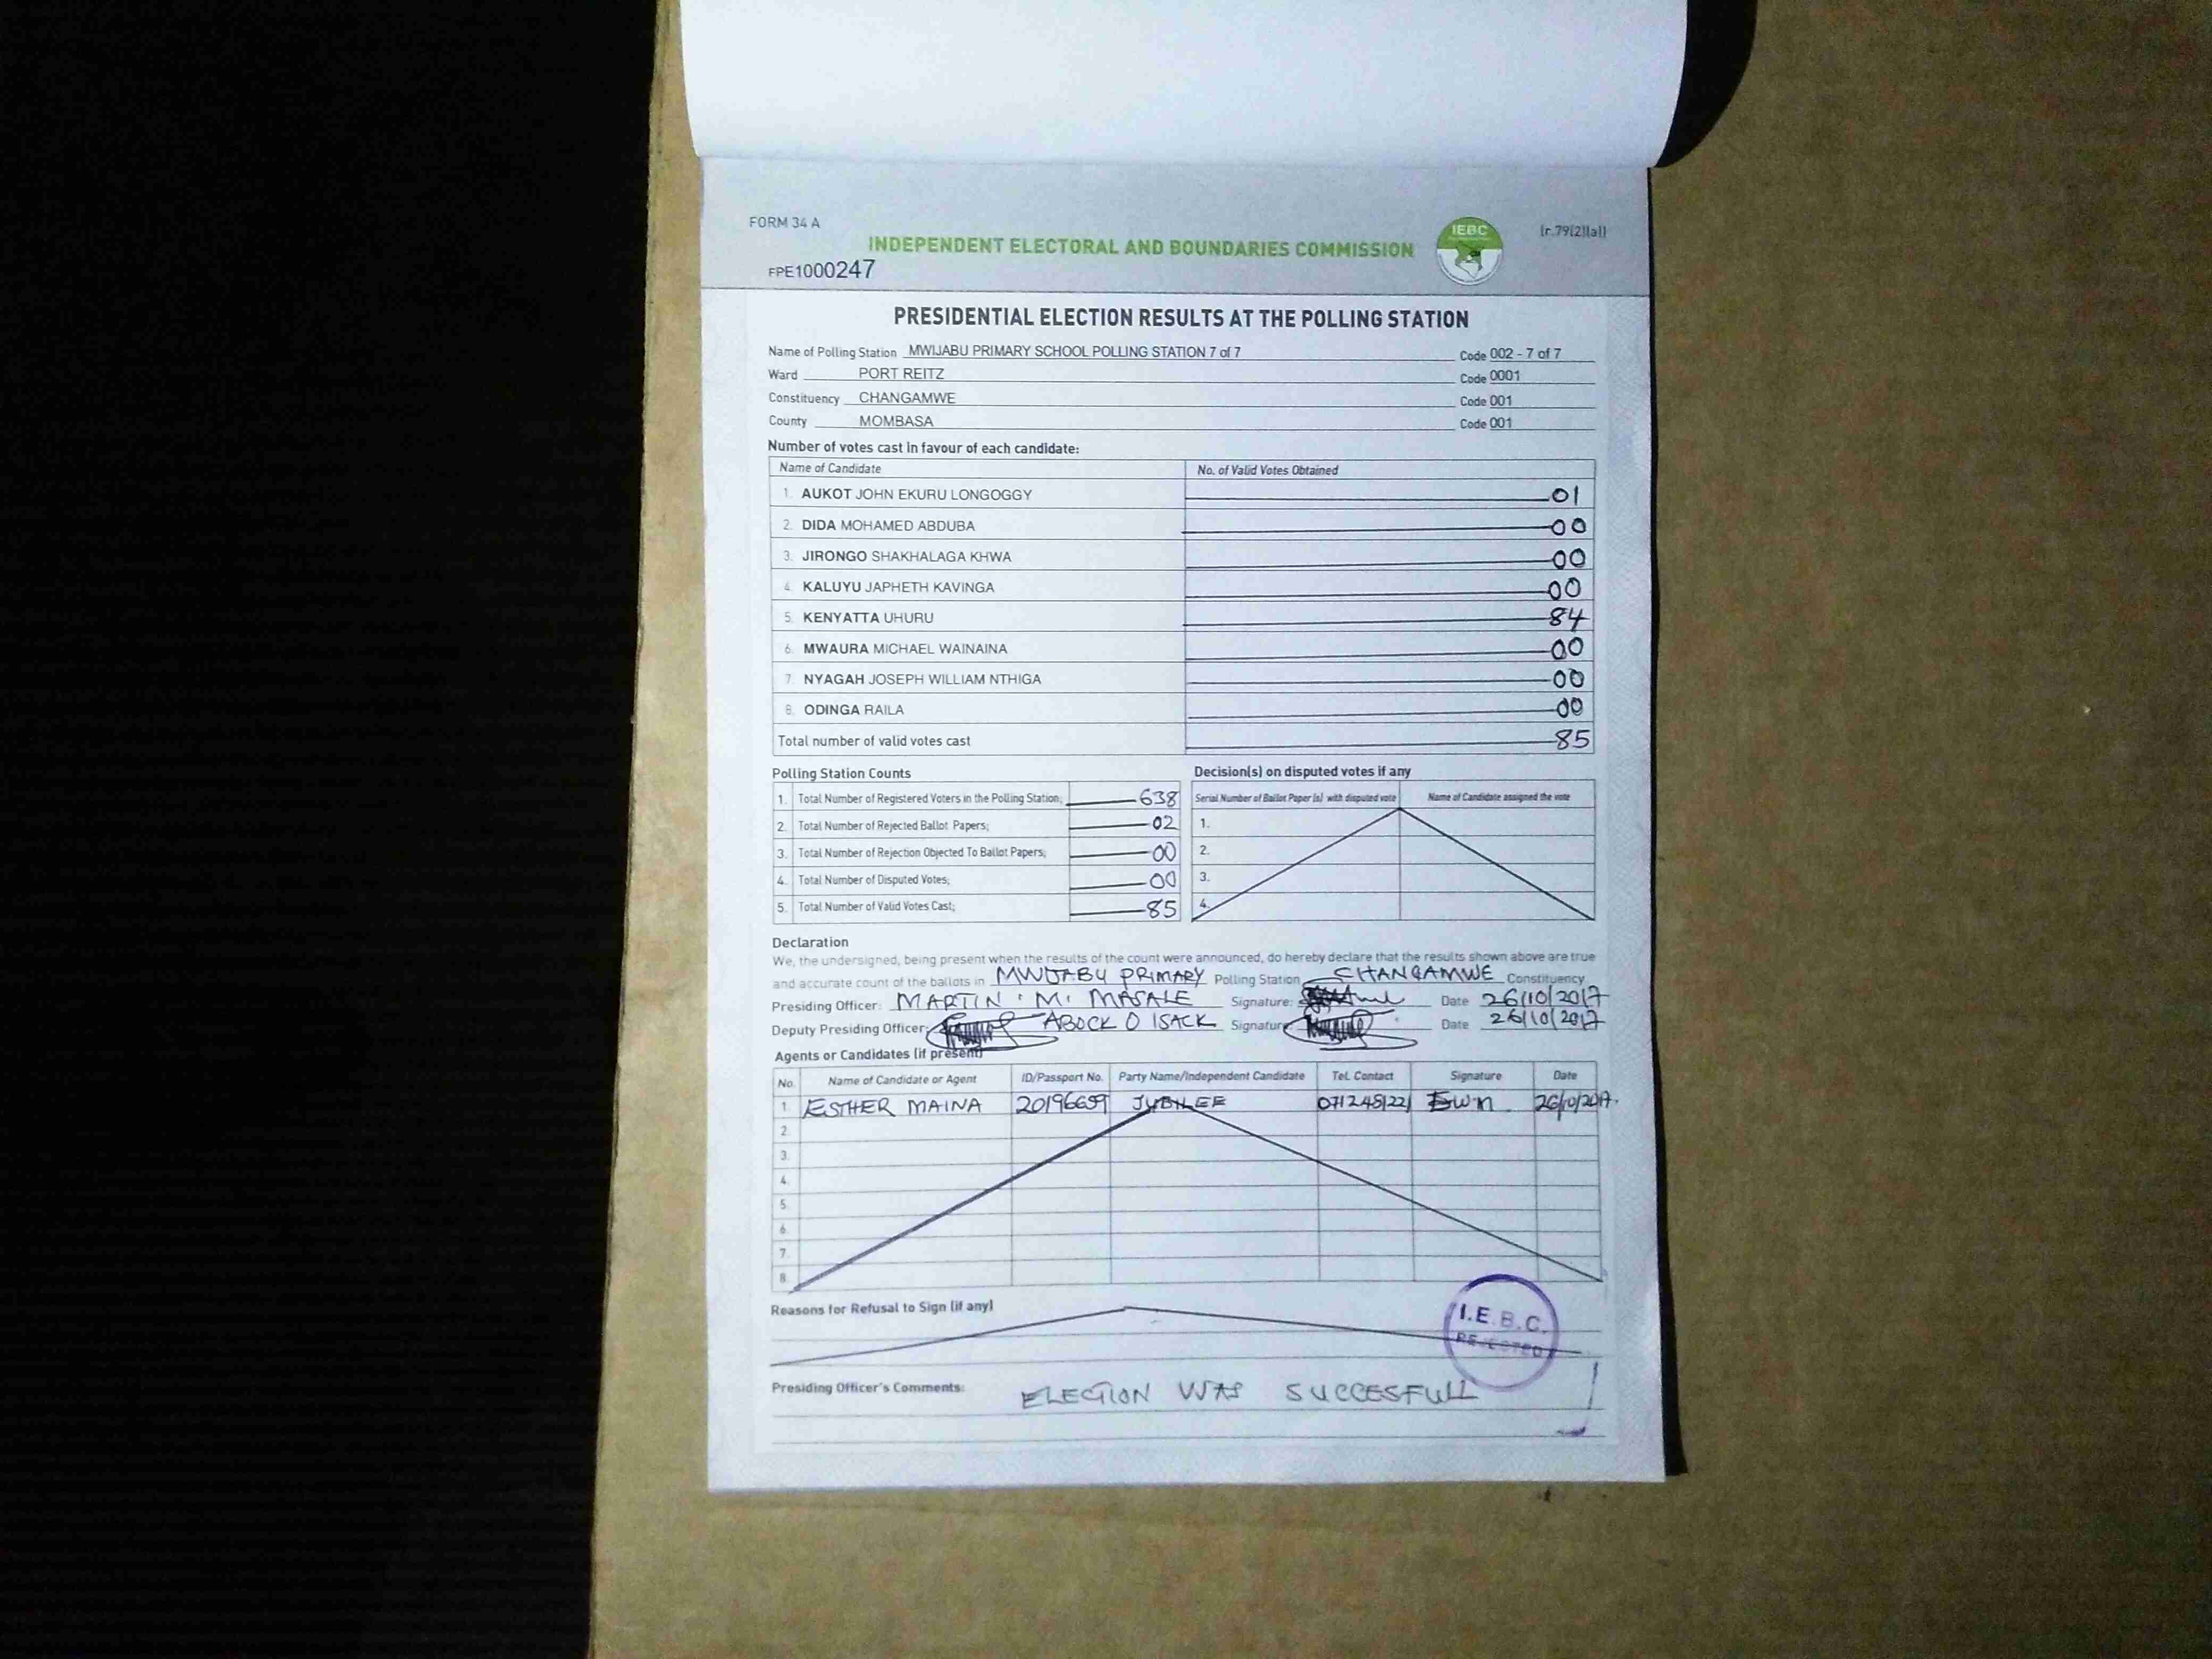 FORM 34 A
INDEPENDENT ELECTORAL AND BOUNDARIES COMMISSION
IEBC
[r.79(2)(a)]
FPE1000247
PRESIDENTIAL ELECTION RESULTS AT THE POLLING STATION
Name of Polling Station MWIJABU PRIMARY SCHOOL POLLING STATION 7 of 7 Code 002 - 7 of 7
Ward PORT REITZ Code 0001
Constituency CHANGAMWE Code 001
County MOMBASA Code 001
Number of votes cast in favour of each candidate:
Name of Candidate No. of Valid Votes Obtained
1. AUKOT JOHN EKURU LONGOGGY 01
2. DIDA MOHAMED ABDUBA 00
3. JIRONGO SHAKHALAGA KHWA 00
4. KALUYU JAPHETH KAVINGA 00
5. KENYATTA UHURU 84
6. MWAURA MICHAEL WAINAINA 00
7. NYAGAH JOSEPH WILLIAM NTHIGA 00
8. ODINGA RAILA 00
Total number of valid votes cast 85
Polling Station Counts
1. Total Number of Registered Voters in the Polling Station; 638
2. Total Number of Rejected Ballot Papers; 02
3. Total Number of Rejection Objected To Ballot Papers; 00
4. Total Number of Disputed Votes; 00
5. Total Number of Valid Votes Cast; 85
Decision(s) on disputed votes if any
Serial Number of Ballot Paper (s) with disputed vote Name of Candidate assigned the vote
1.
2.
3.
4.
Declaration
We, the undersigned, being present when the results of the count were announced, do hereby declare that the results shown above are true
and accurate count of the ballots in MWIJABU PRIMARY Polling Station CHANGAMWE Constituency
Presiding Officer: MARTIN M. MASALE Signature: Date 26/10/2017
Deputy Presiding Officer: ABOCK O ISACK Signature: Date 26/10/2017
Agents or Candidates (if present)
No. Name of Candidate or Agent ID/Passport No. Party Name/Independent Candidate Tel. Contact Signature Date
1. ESTHER MAINA 20196659 JUBILEE 071248122 26/10/2017.
2.
3.
4.
5.
6.
7.
8.
Reasons for Refusal to Sign (if any)
I.E.B.C.
REJECTED
Presiding Officer's Comments: ELECTION WAS SUCCESFULL